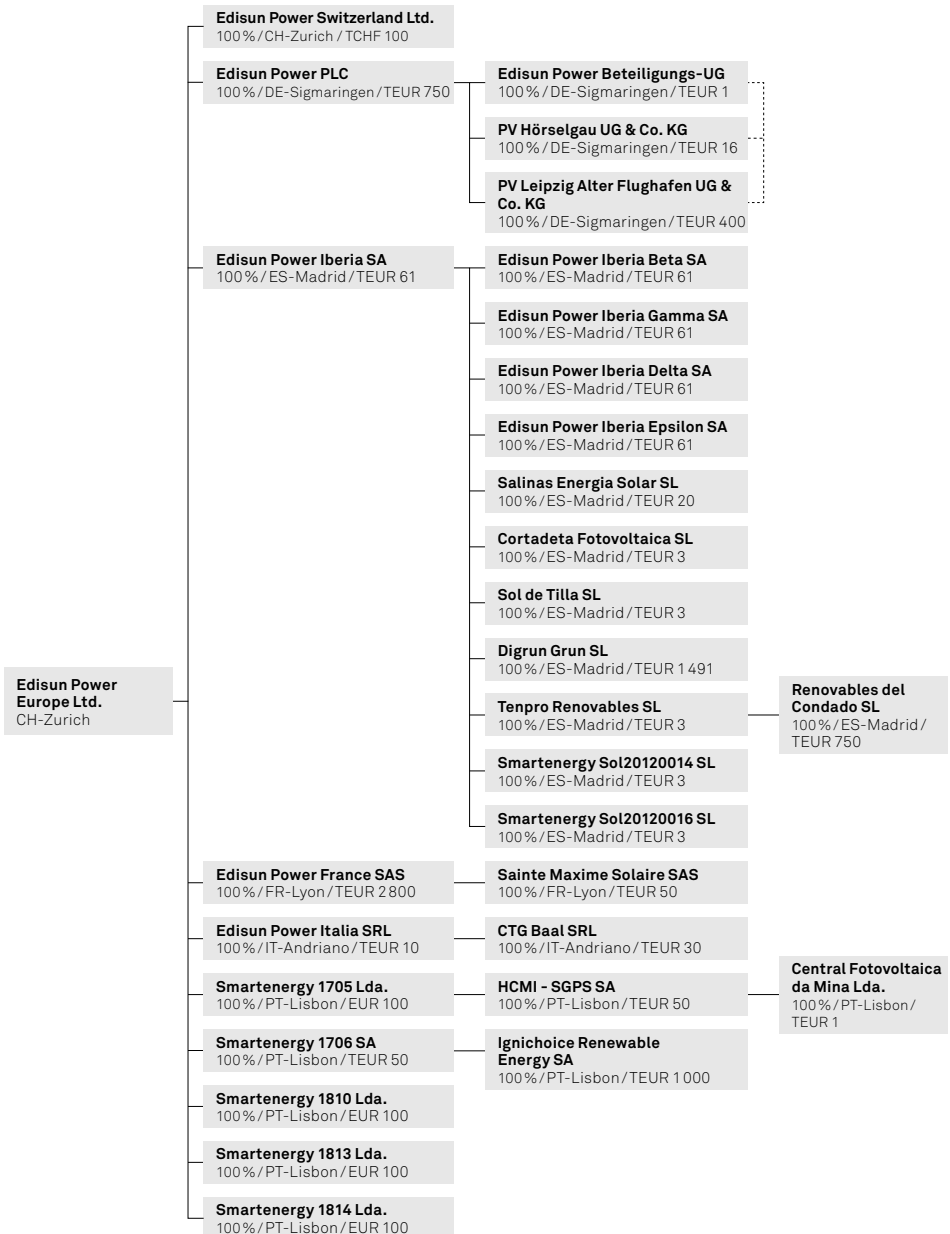 Edisun Power
Europe Ltd.
CH-Zurich
Edisun Power Switzerland Ltd.
100%/CH-Zurich/TCHF 100
Edisun Power PLC
100%/DE-Sigmaringen/TEUR 750
Edisun Power Beteiligungs-UG
100%/DE-Sigmaringen/TEUR 1
PV Hörselgau UG & Co. KG
100%/DE-Sigmaringen/TEUR 16
PV Leipzig Alter Flughafen UG &
Co. KG
100%/DE-Sigmaringen/TEUR 400
Edisun Power Iberia SA
100%/ES-Madrid/TEUR 61
Edisun Power Iberia Beta SA
100%/ES-Madrid/TEUR 61
Edisun Power Iberia Gamma SA
100%/ES-Madrid/TEUR 61
Edisun Power Iberia Delta SA
100%/ES-Madrid/TEUR 61
Edisun Power Iberia Epsilon SA
100%/ES-Madrid/TEUR 61
Salinas Energia Solar SL
100%/ES-Madrid/TEUR 20
Cortadeta Fotovoltaica SL
100%/ES-Madrid/TEUR 3
Sol de Tilla SL
100%/ES-Madrid/TEUR 3
Digrun Grun SL
100%/ES-Madrid/TEUR 1 491
Tenpro Renovables SL
100%/ES-Madrid/TEUR 3
Renovables del
Condado SL
100%/ES-Madrid/
TEUR 750
Smartenergy Sol20120014 SL
100%/ES-Madrid/TEUR 3
Smartenergy Sol20120016 SL
100%/ES-Madrid/TEUR 3
Edisun Power France SAS
100%/FR-Lyon/TEUR 2 800
Sainte Maxime Solaire SAS
100%/FR-Lyon/TEUR 50
Edisun Power Italia SRL
100%/IT-Andriano/TEUR 10
CTG Baal SRL
100%/IT-Andriano/TEUR 30
Smartenergy 1705 Lda.
100%/PT-Lisbon/EUR 100
HCMI - SGPS SA
100%/PT-Lisbon/TEUR 50
Central Fotovoltaica
da Mina Lda.
100%/PT-Lisbon/
TEUR 1
Smartenergy 1706 SA
100%/PT-Lisbon/TEUR 50
Ignichoice Renewable
Energy SA
100%/PT-Lisbon/TEUR 1 000
Smartenergy 1810 Lda.
100%/PT-Lisbon/EUR 100
Smartenergy 1813 Lda.
100%/PT-Lisbon/EUR 100
Smartenergy 1814 Lda.
100%/PT-Lisbon/EUR 100